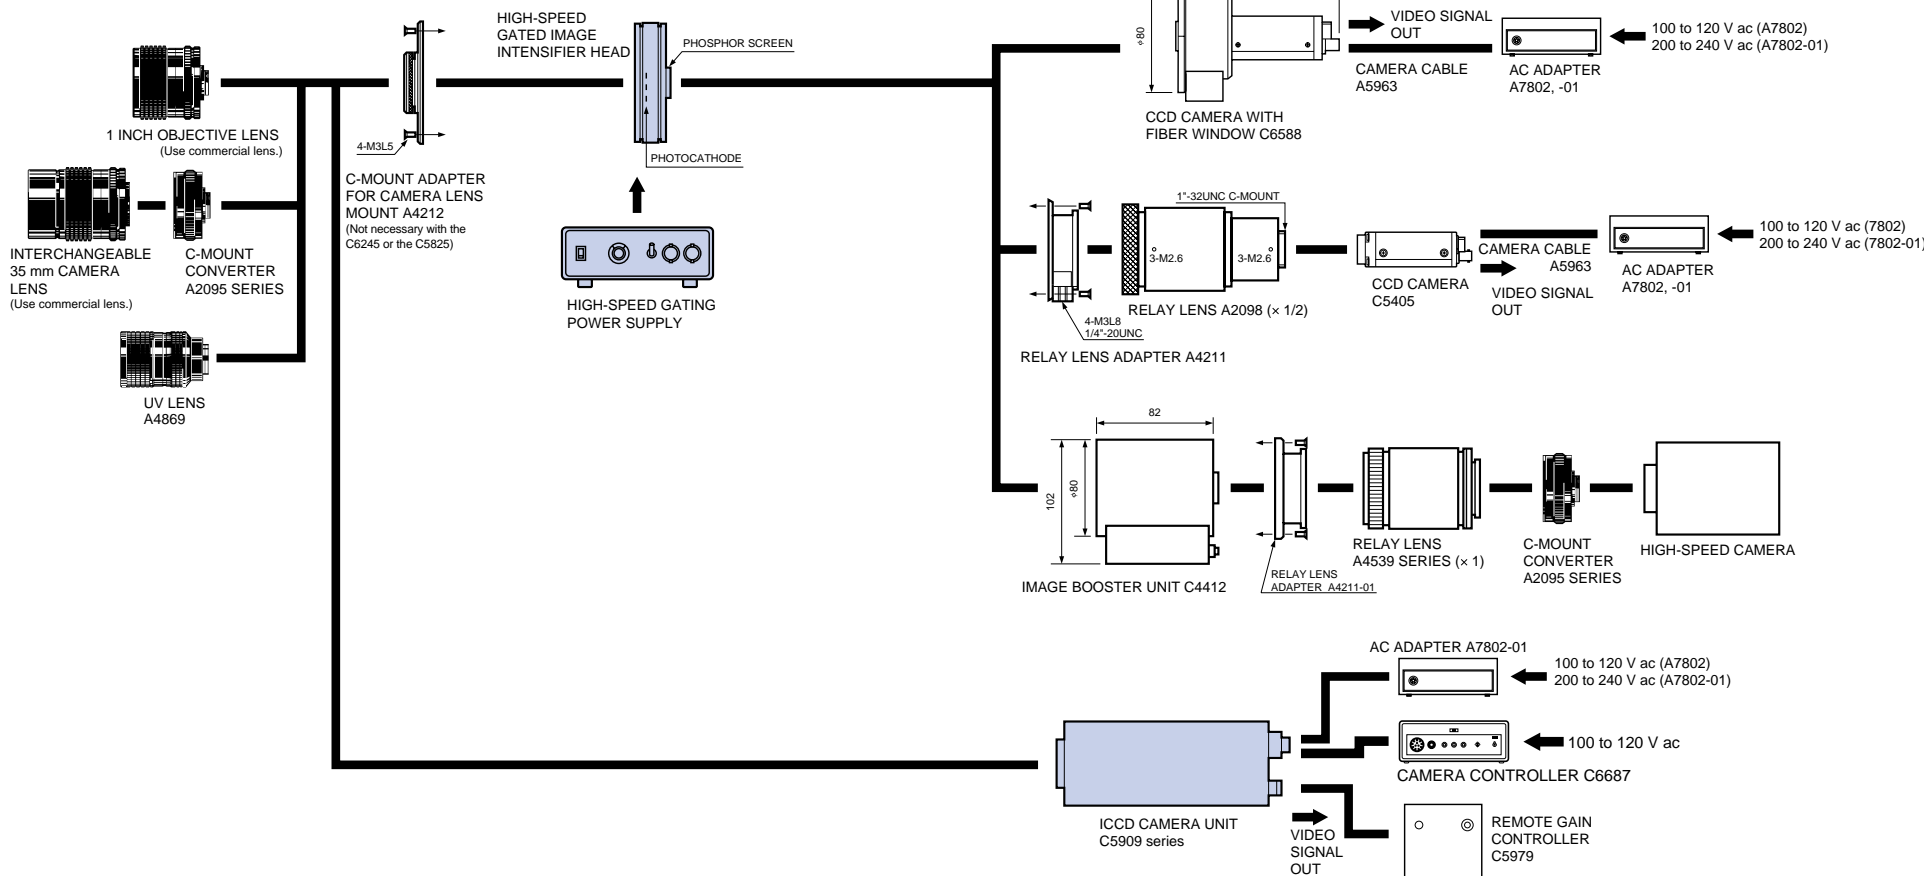 HIGH-SPEED
GATED IMAGE
INTENSIFIER HEAD
PHOSPHOR SCREEN
PHOTOCATHODE
1 INCH OBJECTIVE LENS
(Use commercial lens.)
4-M3L5
C-MOUNT ADAPTER
FOR CAMERA LENS
MOUNT A4212
(Not necessary with the
C6245 or the C5825)
INTERCHANGEABLE
35 mm CAMERA
LENS
(Use commercial lens.)
C-MOUNT
CONVERTER
A2095 SERIES
UV LENS
A4869
HIGH-SPEED GATING
POWER SUPPLY
φ80
VIDEO SIGNAL
OUT
CAMERA CABLE
A5963
CCD CAMERA WITH
FIBER WINDOW C6588
AC ADAPTER
A7802, -01
100 to 120 V ac (A7802)
200 to 240 V ac (A7802-01)
1"-32UNC C-MOUNT
3-M2.6
3-M2.6
4-M3L8
1/4"-20UNC
RELAY LENS A2098 (× 1/2)
RELAY LENS ADAPTER A4211
CCD CAMERA
C5405
CAMERA CABLE
A5963
VIDEO SIGNAL
OUT
AC ADAPTER
A7802, -01
100 to 120 V ac (7802)
200 to 240 V ac (7802-01)
82
102
φ80
IMAGE BOOSTER UNIT C4412
RELAY LENS
ADAPTER A4211-01
RELAY LENS
A4539 SERIES (× 1)
C-MOUNT
CONVERTER
A2095 SERIES
HIGH-SPEED CAMERA
AC ADAPTER A7802-01
100 to 120 V ac (A7802)
200 to 240 V ac (A7802-01)
100 to 120 V ac
CAMERA CONTROLLER C6687
ICCD CAMERA UNIT
C5909 series
VIDEO
SIGNAL
OUT
REMOTE GAIN
CONTROLLER
C5979